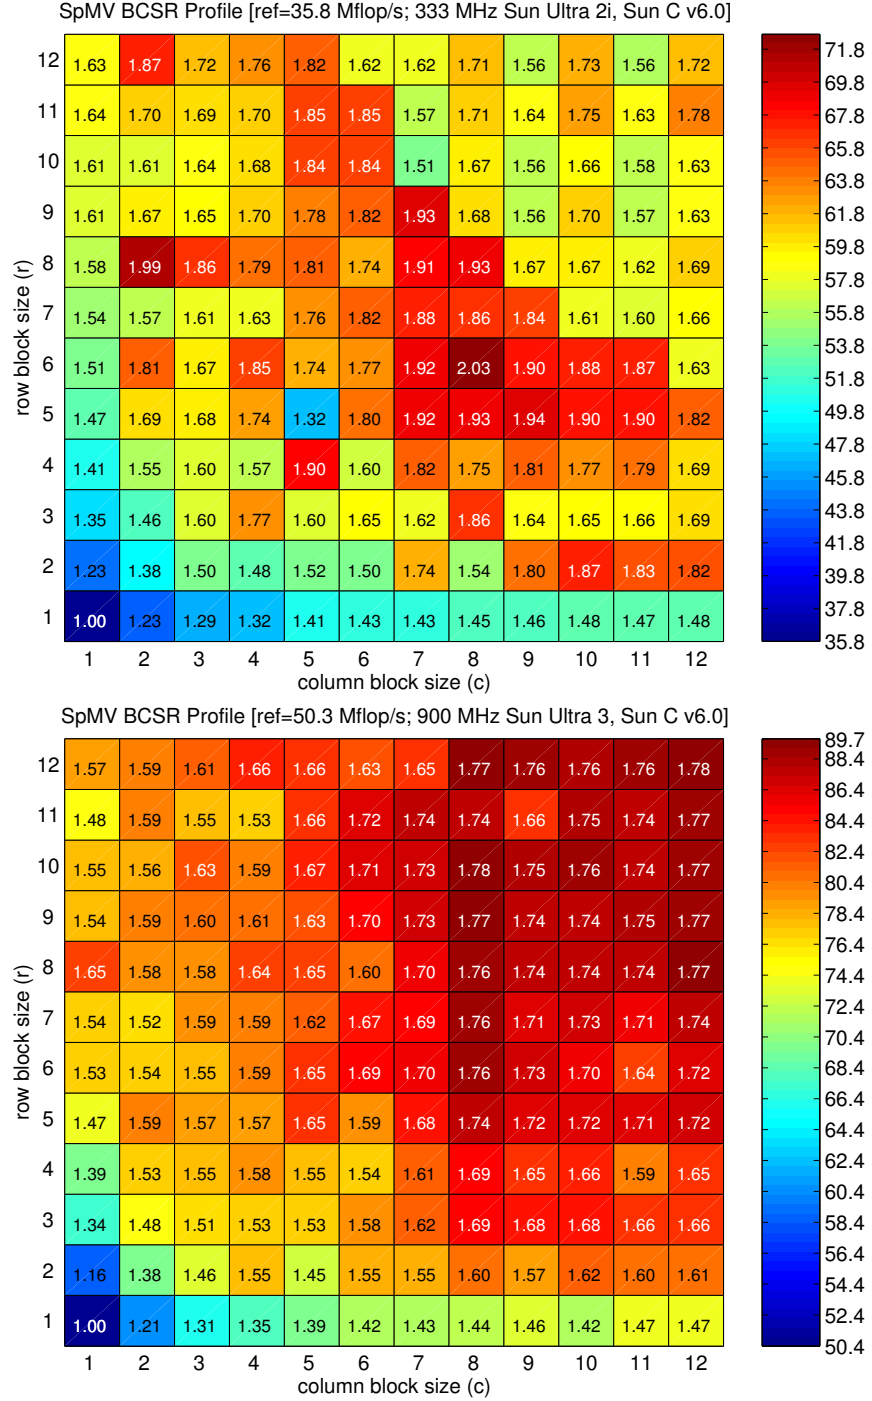 SpMV BCSR Profile [ref=35.8 Mflop/s; 333 MHz Sun Ultra 2i, Sun C v6.0]
12 1.63 1.87 1.72 1.76 1.82 1.62 1.62 1.71 1.56 1.73 1.56 1.72
11 1.64 1.70 1.69 1.70 1.85 1.85 1.57 1.71 1.64 1.75 1.63 1.78
10 1.61 1.61 1.64 1.68 1.84 1.84 1.51 1.67 1.56 1.66 1.58 1.63
9 1.61 1.67 1.65 1.70 1.78 1.82 1.93 1.68 1.56 1.70 1.57 1.63
8 1.58 1.99 1.86 1.79 1.81 1.74 1.91 1.93 1.67 1.67 1.62 1.69
7 1.54 1.57 1.61 1.63 1.76 1.82 1.88 1.86 1.84 1.61 1.60 1.66
6 1.51 1.81 1.67 1.85 1.74 1.77 1.92 2.03 1.90 1.88 1.87 1.63
5 1.47 1.69 1.68 1.74 1.32 1.80 1.92 1.93 1.94 1.90 1.90 1.82
4 1.41 1.55 1.60 1.57 1.90 1.60 1.82 1.75 1.81 1.77 1.79 1.69
3 1.35 1.46 1.60 1.77 1.60 1.65 1.62 1.86 1.64 1.65 1.66 1.69
2 1.23 1.38 1.50 1.48 1.52 1.50 1.74 1.54 1.80 1.87 1.83 1.82
1 1.00 1.23 1.29 1.32 1.41 1.43 1.43 1.45 1.46 1.48 1.47 1.48
1 2 3 4 5 6 7 8 9 10 11 12
column block size (c)
row block size (r)
71.8
69.8
67.8
65.8
63.8
61.8
59.8
57.8
55.8
53.8
51.8
49.8
47.8
45.8
43.8
41.8
39.8
37.8
35.8
SpMV BCSR Profile [ref=50.3 Mflop/s; 900 MHz Sun Ultra 3, Sun C v6.0]
12 1.57 1.59 1.61 1.66 1.66 1.63 1.65 1.77 1.76 1.76 1.76 1.78
11 1.48 1.59 1.55 1.53 1.66 1.72 1.74 1.74 1.66 1.75 1.74 1.77
10 1.55 1.56 1.63 1.59 1.67 1.71 1.73 1.78 1.75 1.76 1.74 1.77
9 1.54 1.59 1.60 1.61 1.63 1.70 1.73 1.77 1.74 1.74 1.75 1.77
8 1.65 1.58 1.58 1.64 1.65 1.60 1.70 1.76 1.74 1.74 1.74 1.77
7 1.54 1.52 1.59 1.59 1.62 1.67 1.69 1.76 1.71 1.73 1.71 1.74
6 1.53 1.54 1.55 1.59 1.65 1.69 1.70 1.76 1.73 1.70 1.64 1.72
5 1.47 1.59 1.57 1.57 1.65 1.59 1.68 1.74 1.72 1.72 1.71 1.72
4 1.39 1.53 1.55 1.58 1.55 1.54 1.61 1.69 1.65 1.66 1.59 1.65
3 1.34 1.48 1.51 1.53 1.53 1.58 1.62 1.69 1.68 1.68 1.66 1.66
2 1.16 1.38 1.46 1.55 1.45 1.55 1.55 1.60 1.57 1.62 1.60 1.61
1 1.00 1.21 1.31 1.35 1.39 1.42 1.43 1.44 1.46 1.42 1.47 1.47
1 2 3 4 5 6 7 8 9 10 11 12
column block size (c)
row block size (r)
89.7
88.4
86.4
84.4
82.4
80.4
78.4
76.4
74.4
72.4
70.4
68.4
66.4
64.4
62.4
60.4
58.4
56.4
54.4
52.4
50.4